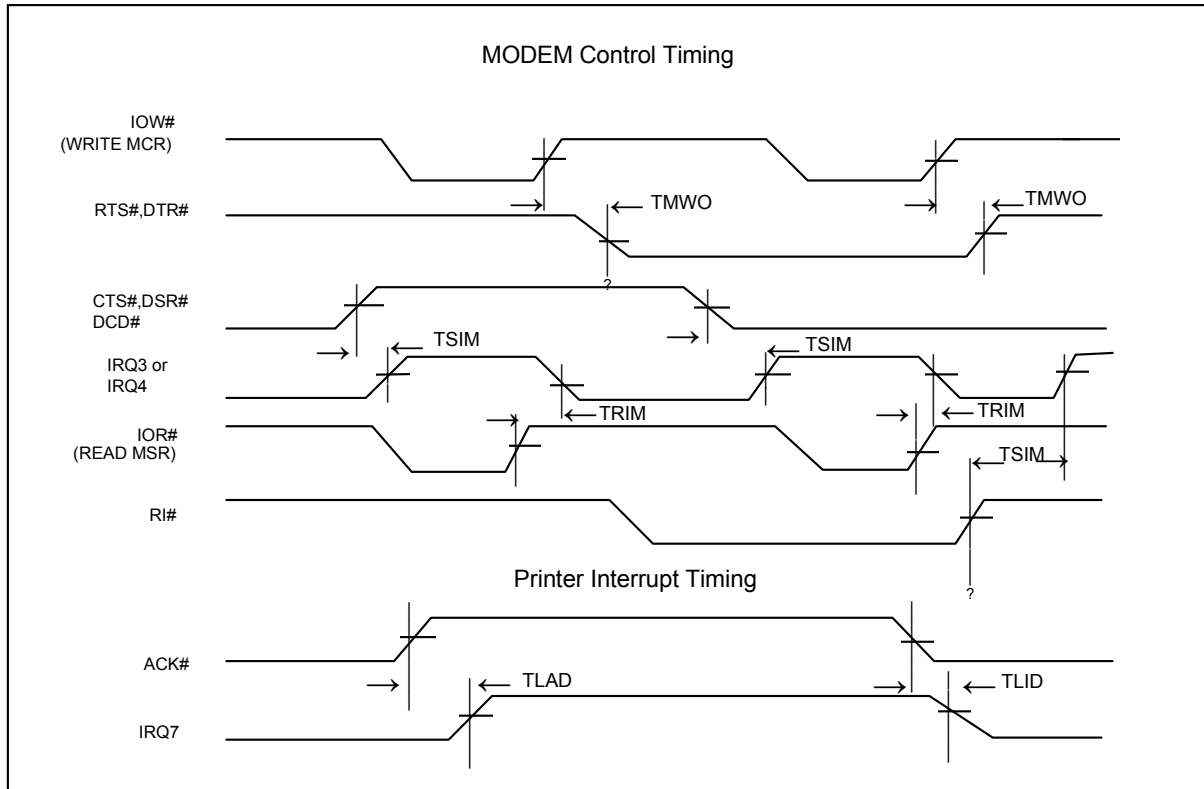 MODEM Control Timing
IOW#
(WRITE MCR)
RTS#,DTR#
TMWO
TMWO
?
CTS#,DSR#
DCD#
TSIM
TSIM
IRQ3 or
IRQ4
TRIM
TRIM
IOR#
(READ MSR)
TSIM
RI#
?
Printer Interrupt Timing
ACK#
TLAD
TLID
IRQ7